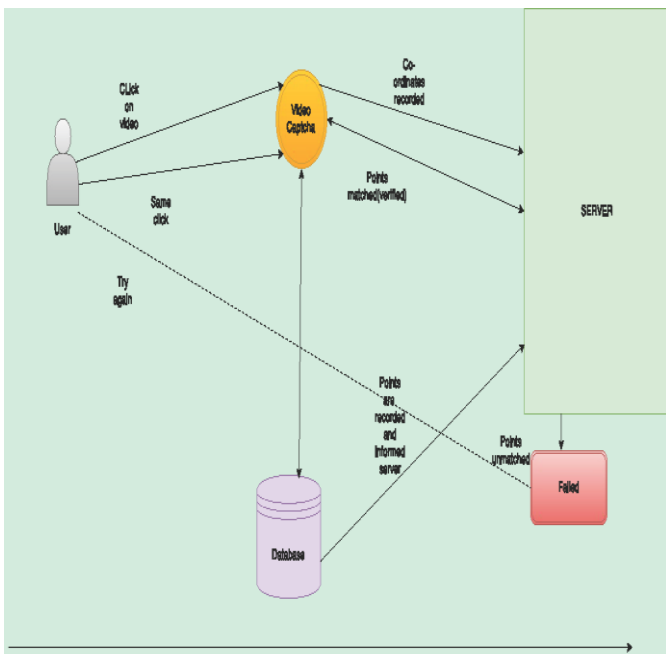 CLick
on
video
Co-
ordinates
recorded
Video
Captcha
Points
matched(verified)
SERVER
Same
click
User
Try
again
Points
are
recorded
and
informed
server
Points
unmatched
Failed
Database